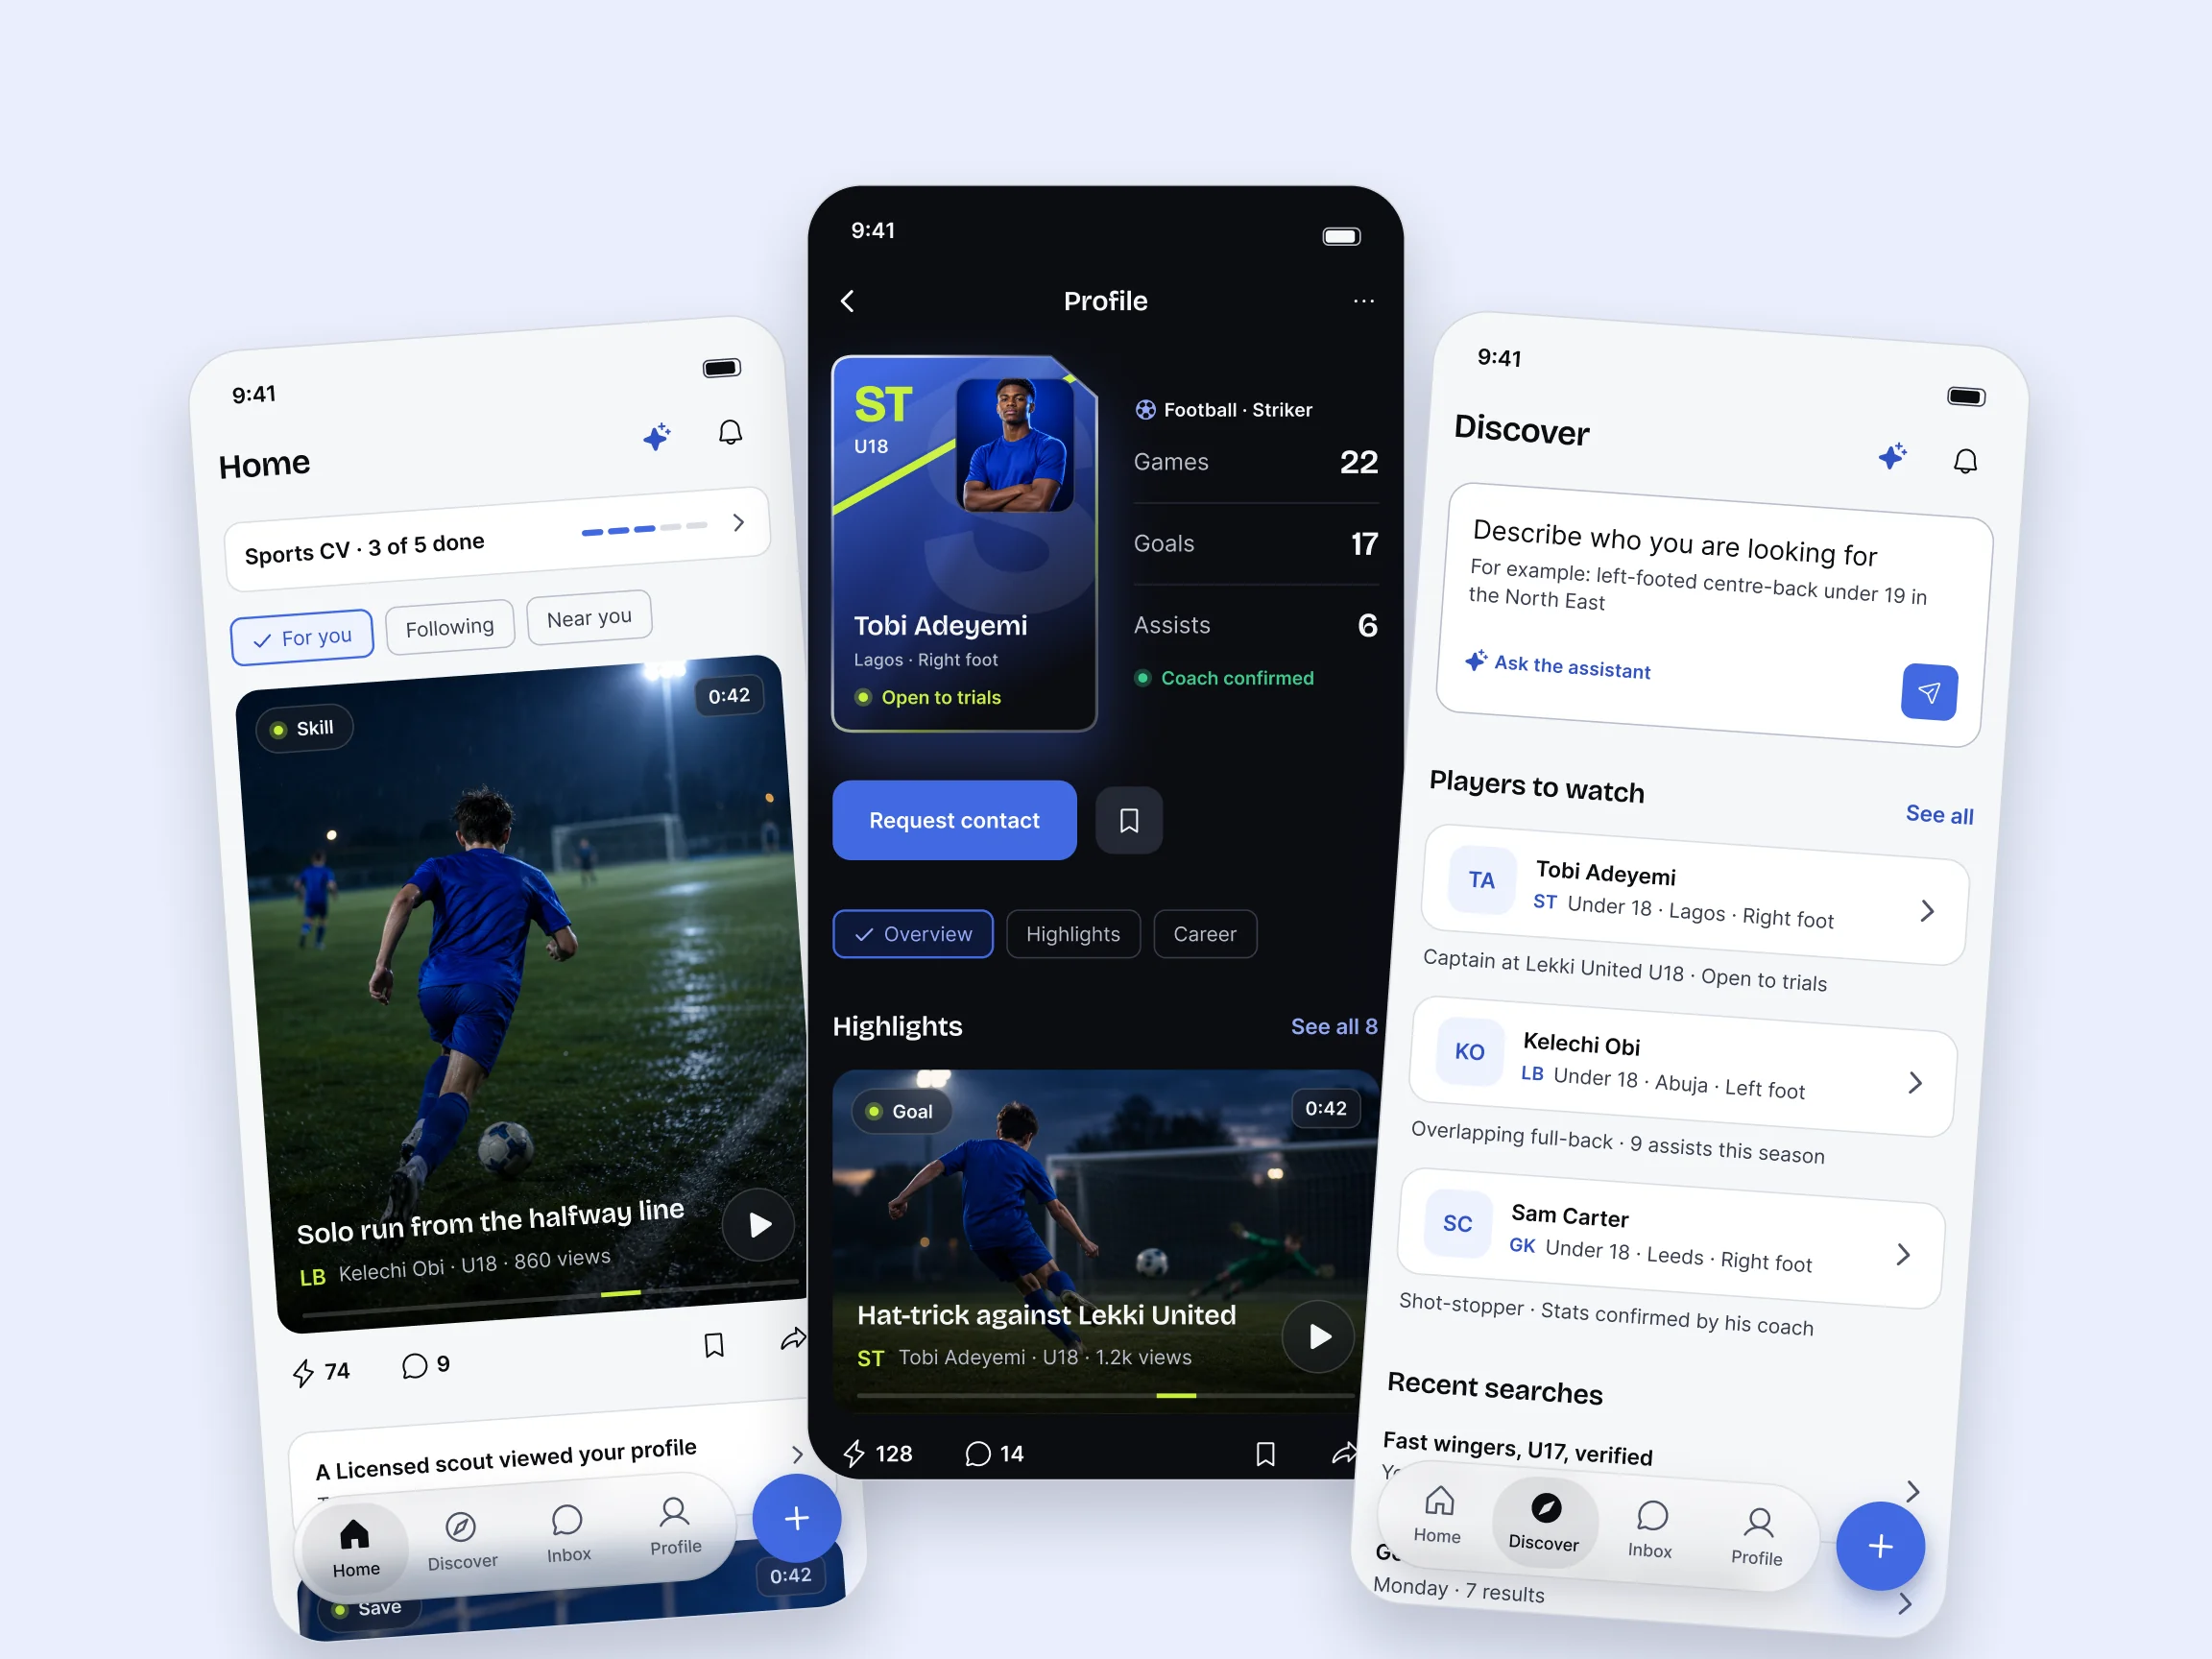 9:41
Home
Sports CV · 3 of 5 done
For you
Following
Near you
Skill
0:42
Solo run from the halfway line
LB Kelechi Obi · U18 · 860 views
74
9
A Licensed scout viewed your profile
Home
Discover
Inbox
Profile
0:42
Save
9:41
Profile
ST
U18
Tobi Adeyemi
Lagos · Right foot
Open to trials
Football · Striker
Games 22
Goals 17
Assists 6
Coach confirmed
Request contact
Overview
Highlights
Career
Highlights
See all 8
Goal
0:42
Hat-trick against Lekki United
ST Tobi Adeyemi · U18 · 1.2k views
128
14
9:41
Discover
Describe who you are looking for
For example: left-footed centre-back under 19 in
the North East
Ask the assistant
Players to watch
See all
TA
Tobi Adeyemi
ST Under 18 · Lagos · Right foot
Captain at Lekki United U18 · Open to trials
KO
Kelechi Obi
LB Under 18 · Abuja · Left foot
Overlapping full-back · 9 assists this season
SC
Sam Carter
GK Under 18 · Leeds · Right foot
Shot-stopper · Stats confirmed by his coach
Recent searches
Fast wingers, U17, verified
Home
Discover
Inbox
Profile
Monday · 7 results